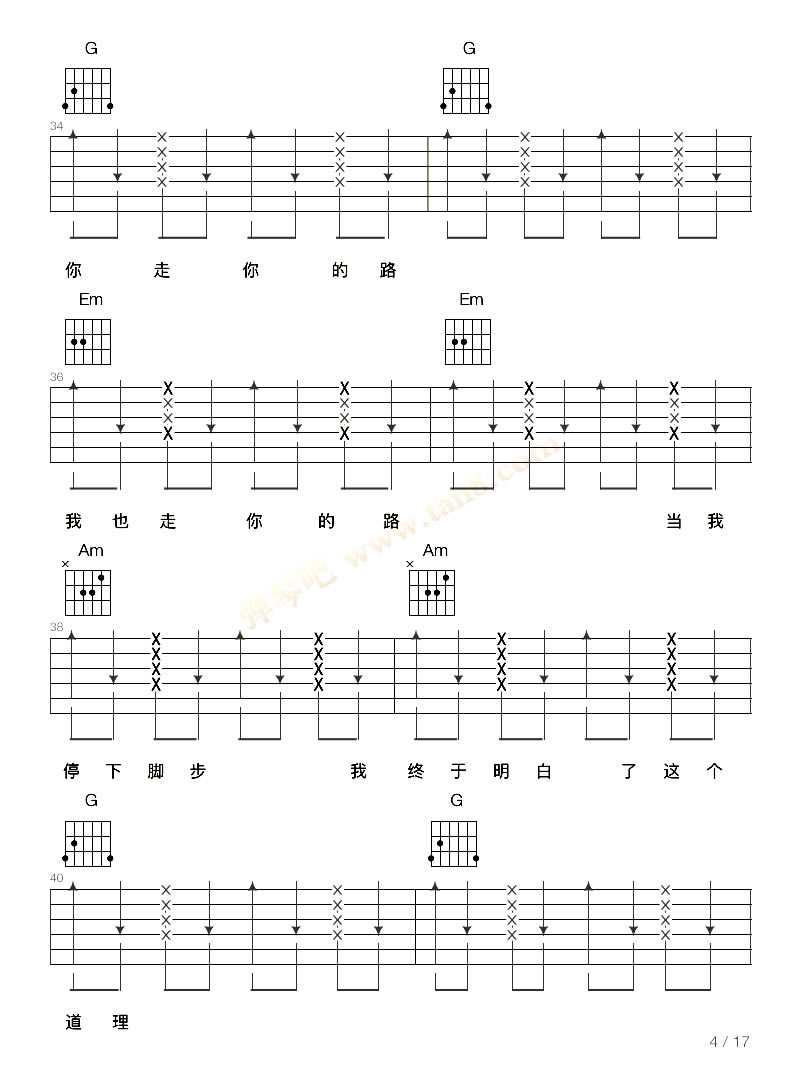 G G
34
你 走 你 的 路
Em Em
36
我 也 走 你 的 路 当 我
Am Am
38
停 下 脚 步 我 终 于 明 白 了 这 个
G G
40
道 理
弹琴吧 www.tan8.com
4 / 17